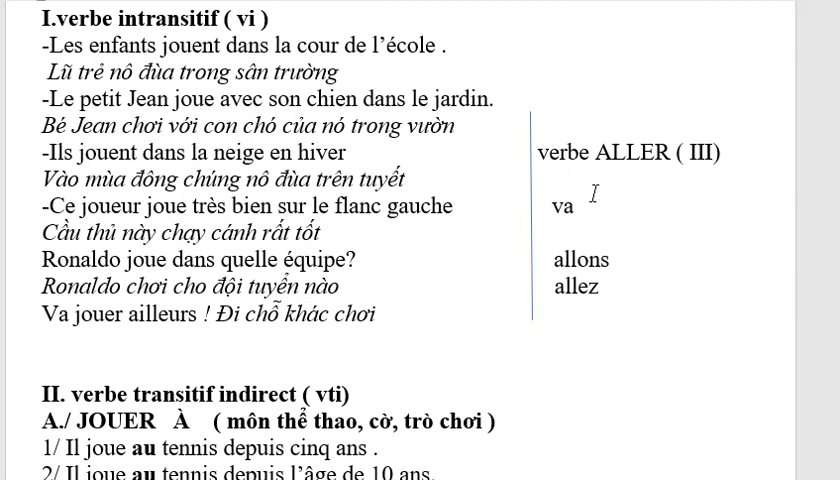 I.verbe intransitif ( vi )
-Les enfants jouent dans la cour de l’école .
Lũ trẻ nô đùa trong sân trường
-Le petit Jean joue avec son chien dans le jardin.
Bé Jean chơi với con chó của nó trong vườn
-Ils jouent dans la neige en hiver
Vào mùa đông chúng nô đùa trên tuyết
-Ce joueur joue très bien sur le flanc gauche
Cầu thủ này chạy cánh rất tốt
Ronaldo joue dans quelle équipe?
Ronaldo chơi cho đội tuyển nào
Va jouer ailleurs ! Đi chỗ khác chơi
verbe ALLER ( III)
va
allons
allez
II. verbe transitif indirect ( vti)
A./ JOUER À ( môn thể thao, cờ, trò chơi )
1/ Il joue au tennis depuis cinq ans .
2/ Il joue au tennis depuis l’âge de 10 ans.